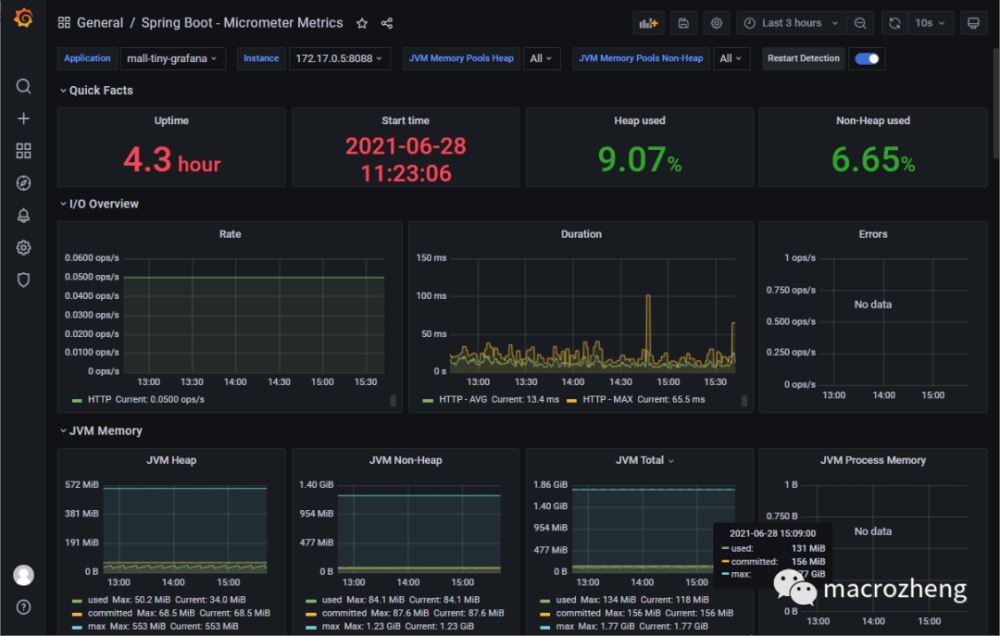 General / Spring Boot - Micrometer Metrics
Last 3 hours
10s
Application mall-tiny-grafana Instance 172.17.0.5:8088 JVM Memory Pools Heap All JVM Memory Pools Non-Heap All Restart Detection
Quick Facts
Uptime
4.3 hour
Start time
2021-06-28
11:23:06
Heap used
9.07%
Non-Heap used
6.65%
I/O Overview
Rate
0.0600 ops/s
0.0500 ops/s
0.0400 ops/s
0.0300 ops/s
0.0200 ops/s
0.0100 ops/s
0 ops/s
13:00 13:30 14:00 14:30 15:00 15:30
HTTP Current: 0.0500 ops/s
Duration
150 ms
100 ms
50 ms
0 s
13:00 13:30 14:00 14:30 15:00 15:30
HTTP - AVG Current: 13.4 ms HTTP - MAX Current: 65.5 ms
Errors
1 ops/s
0.750 ops/s
0.500 ops/s
0.250 ops/s
0 ops/s
No data
13:00 14:00 15:00
JVM Memory
JVM Heap
572 MiB
381 MiB
191 MiB
0 B
13:00 14:00 15:00
used Max: 50.2 MiB Current: 34.0 MiB
committed Max: 68.5 MiB Current: 68.5 MiB
max Max: 553 MiB Current: 553 MiB
JVM Non-Heap
1.40 GiB
954 MiB
477 MiB
0 B
13:00 14:00 15:00
used Max: 84.1 MiB Current: 84.1 MiB
committed Max: 87.6 MiB Current: 87.6 MiB
max Max: 1.23 GiB Current: 1.23 GiB
JVM Total
1.86 GiB
1.40 GiB
954 MiB
477 MiB
0 B
13:00 14:00 15:00
used Max: 134 MiB Current: 118 MiB
committed Max: 156 MiB Current: 156 MiB
max Max: 1.77 GiB Current: 1.77 GiB
2021-06-28 15:09:00
used: 131 MiB
committed: 156 MiB
max: GiB
JVM Process Memory
1 B
0.750 B
0 B
No data
13:00 14:00 15:00
macrozheng